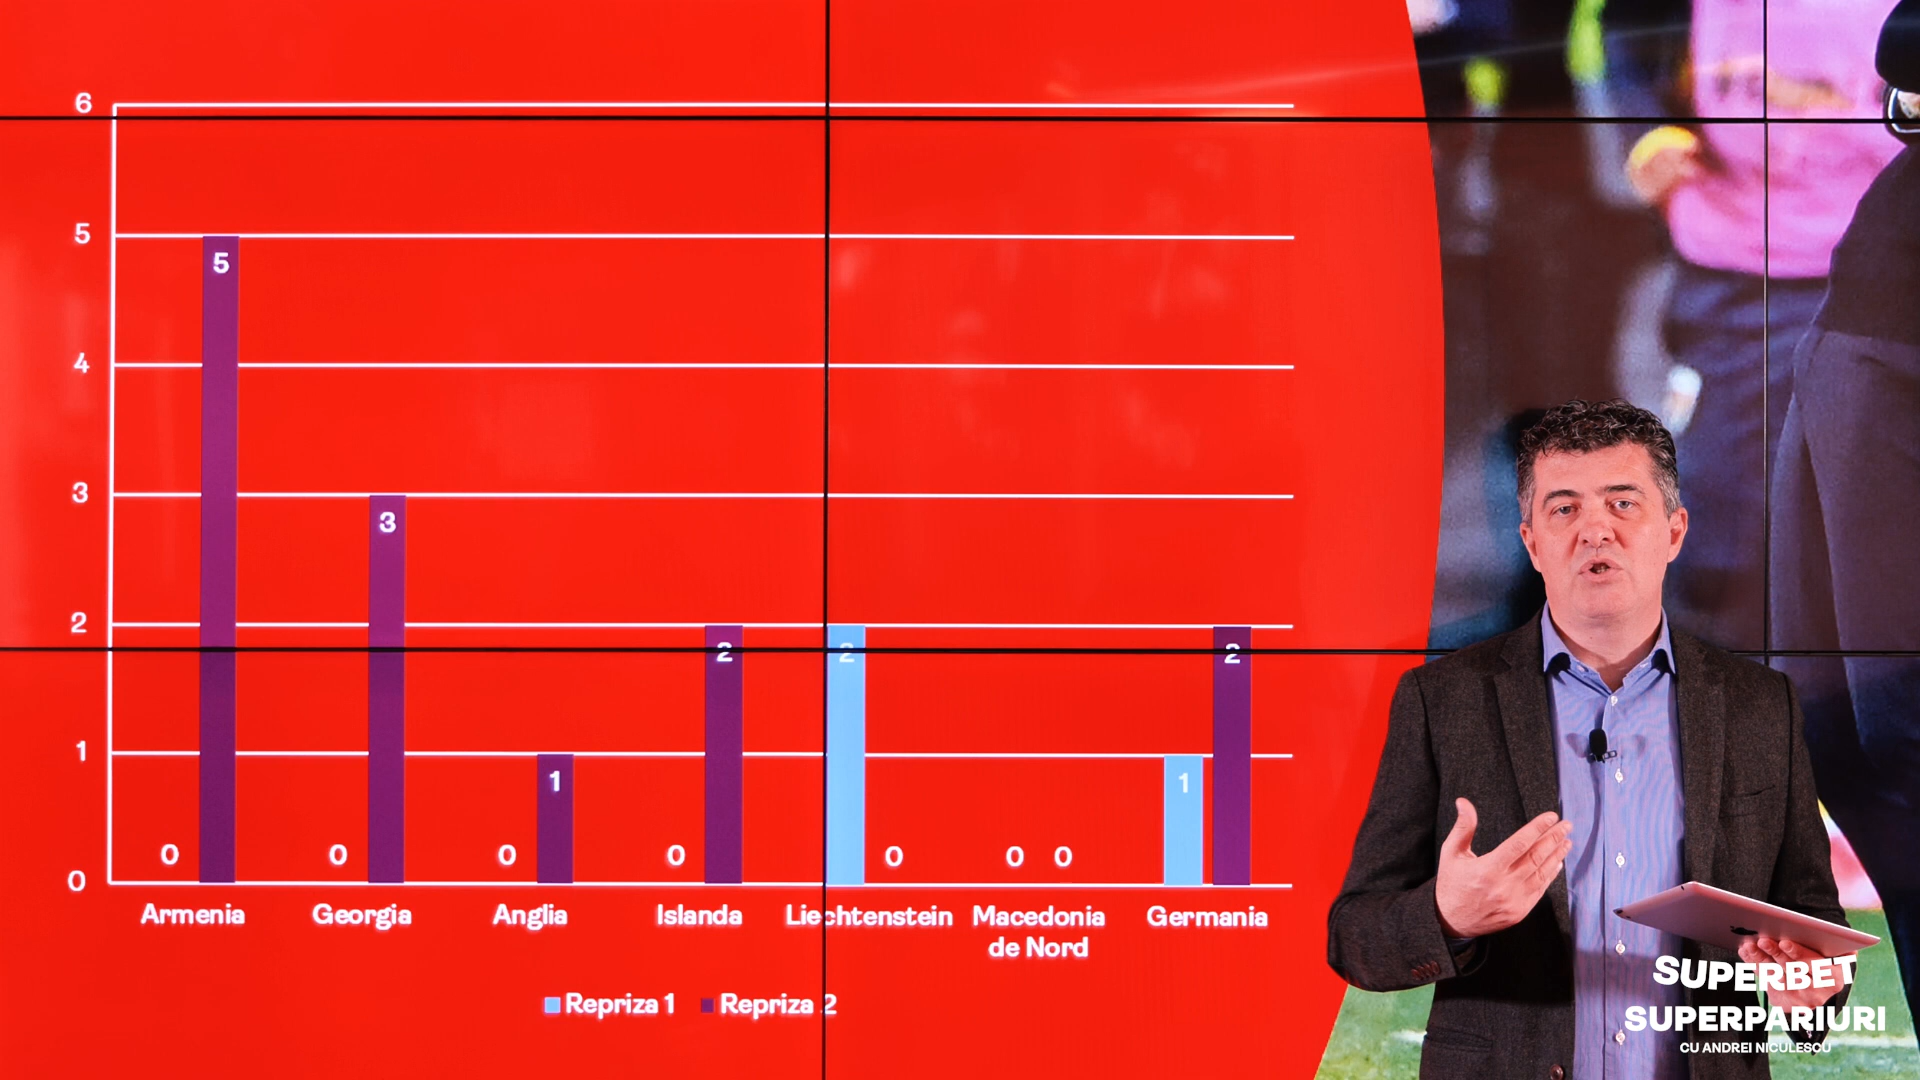 6
5
4
3
2
1
0
5
3
1
2
2
2
1
0
0
0
0
0
0 0
Armenia
Georgia
Anglia
Islanda
Liechtenstein
Macedonia
de Nord
Germania
Repriza 1
Repriza 2
SUPERBET
SUPERPARIURI
CU ANDREI NICULESCU